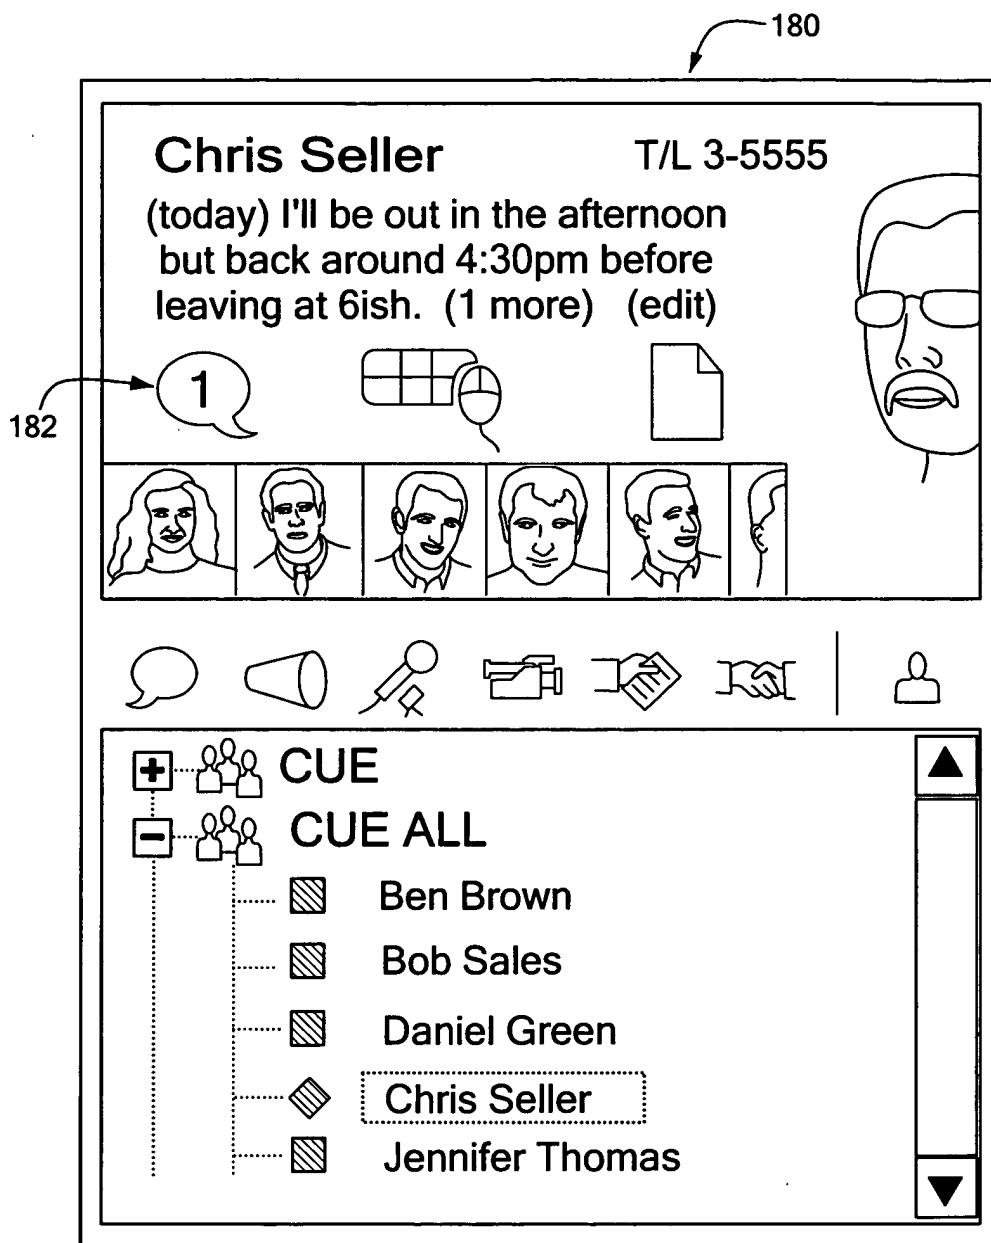 180
Chris Seller T/L 3-5555
(today) I'll be out in the afternoon
but back around 4:30pm before
leaving at 6ish. (1 more) (edit)
1
182
CUE
CUE ALL
Ben Brown
Bob Sales
Daniel Green
Chris Seller
Jennifer Thomas